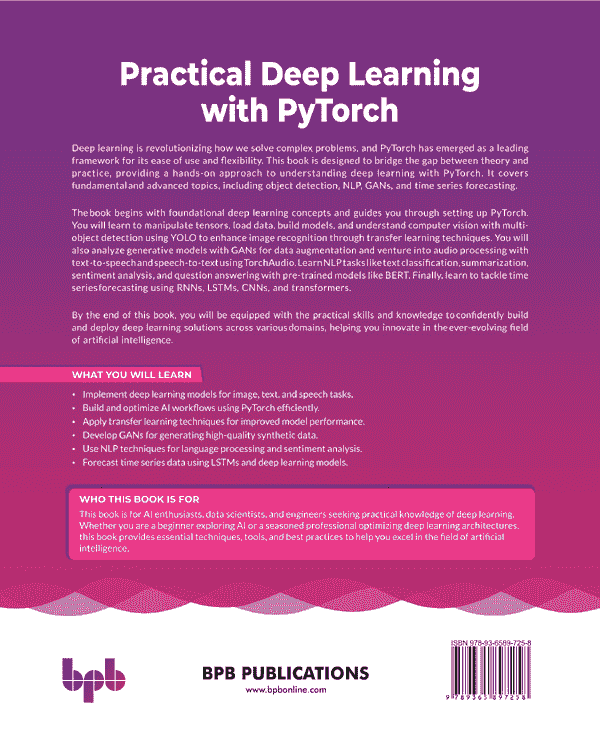 Practical Deep Learning
with PyTorch
Deep learning is revolutionizing how we solve complex problems, and PyTorch has emerged as a leading
framework for its ease of use and flexibility. This book is designed to bridge the gap between theory and
practice, providing a hands-on approach to understanding deep learning with PyTorch. It covers
fundamental and advanced topics, including object detection, NLP, GANs, and time series forecasting.
The book begins with foundational deep learning concepts and guides you through setting up PyTorch.
You will learn to manipulate tensors, load data, build models, and understand computer vision with multi-
object detection using YOLO to enhance image recognition through transfer learning techniques. You will
also analyze generative models with GANs for data augmentation and venture into audio processing with
text-to-speech and speech-to-text using TorchAudio. Learn NLP tasks like text classification, summarization,
sentiment analysis, and question answering with pre-trained models like BERT. Finally, learn to tackle time
series forecasting using RNNs, LSTMs, CNNs, and transformers.
By the end of this book, you will be equipped with the practical skills and knowledge to confidently build
and deploy deep learning solutions across various domains, helping you innovate in the ever-evolving field
of artificial intelligence.
WHAT YOU WILL LEARN
• Implement deep learning models for image, text, and speech tasks.
• Build and optimize AI workflows using PyTorch efficiently.
• Apply transfer learning techniques for improved model performance.
• Develop GANs for generating high-quality synthetic data.
• Use NLP techniques for language processing and sentiment analysis.
• Forecast time series data using LSTMs and deep learning models.
WHO THIS BOOK IS FOR
This book is for AI enthusiasts, data scientists, and engineers seeking practical knowledge of deep learning.
Whether you are a beginner exploring AI or a seasoned professional optimizing deep learning architectures,
this book provides essential techniques, tools, and best practices to help you excel in the field of artificial
intelligence.
bpb
BPB PUBLICATIONS
www.bpbonline.com
ISBN 978-93-6589-725-8
9 789365 897258